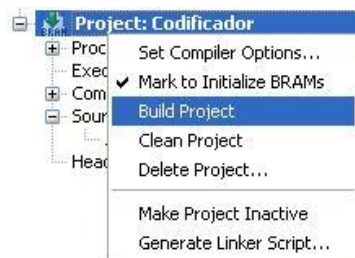 BRAM Project: Codificador
Proc
Set Compiler Options...
Exec
Mark to Initialize BRAMs
Com
Build Project
Sour
Clean Project
Head
Delete Project...
Make Project Inactive
Generate Linker Script...